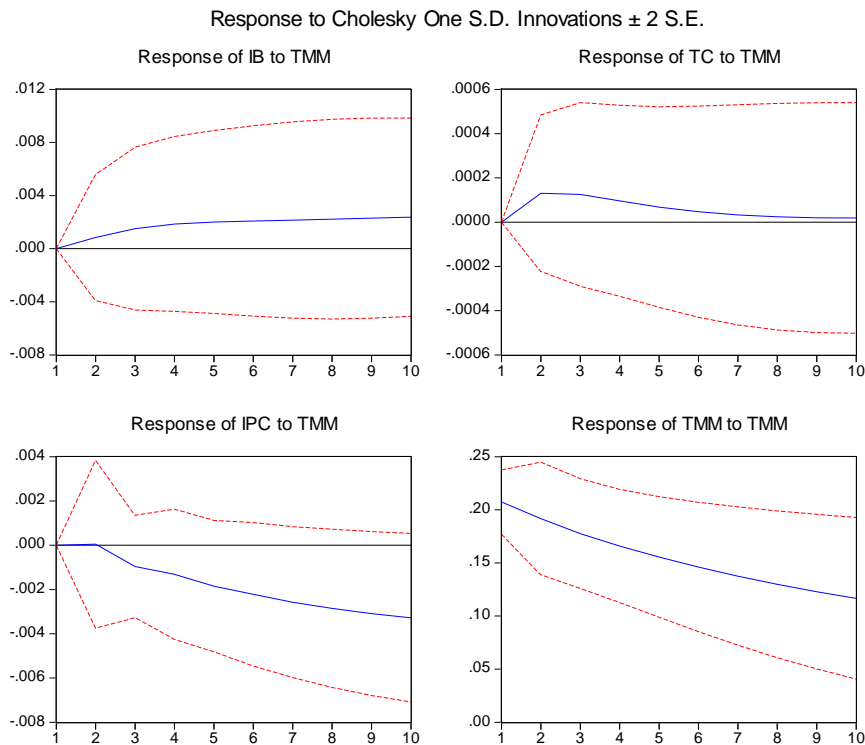 Response to Cholesky One S.D. Innovations ± 2 S.E.
Response of IB to TMM
.012
.008
.004
.000
-.004
-.008
1 2 3 4 5 6 7 8 9 10
Response of TC to TMM
.0006
.0004
.0002
.0000
-.0002
-.0004
-.0006
1 2 3 4 5 6 7 8 9 10
Response of IPC to TMM
.004
.002
.000
-.002
-.004
-.006
-.008
1 2 3 4 5 6 7 8 9 10
Response of TMM to TMM
.25
.20
.15
.10
.05
.00
1 2 3 4 5 6 7 8 9 10